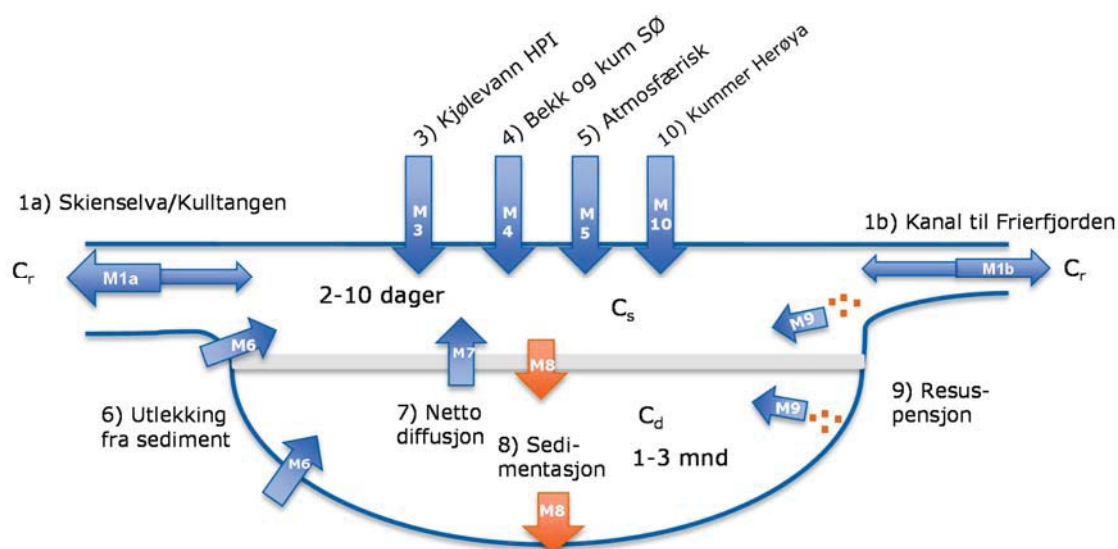 3) Kjølevann HPI
4) Bekk og kum SØ
5) Atmosfærisk
10) Kummer Herøya
1a) Skienselva/Kulltangen
M
3
M
4
M
5
M
10
1b) Kanal til Frierfjorden
Cr
M1a
M1b
Cr
2-10 dager
Cs
M9
M6
M7
M8
6) Utlekking
fra sediment
7) Netto
diffusjon
8) Sedi-
mentasjon
Cd
1-3 mnd
M9
9) Resus-
pensjon
M6
M8